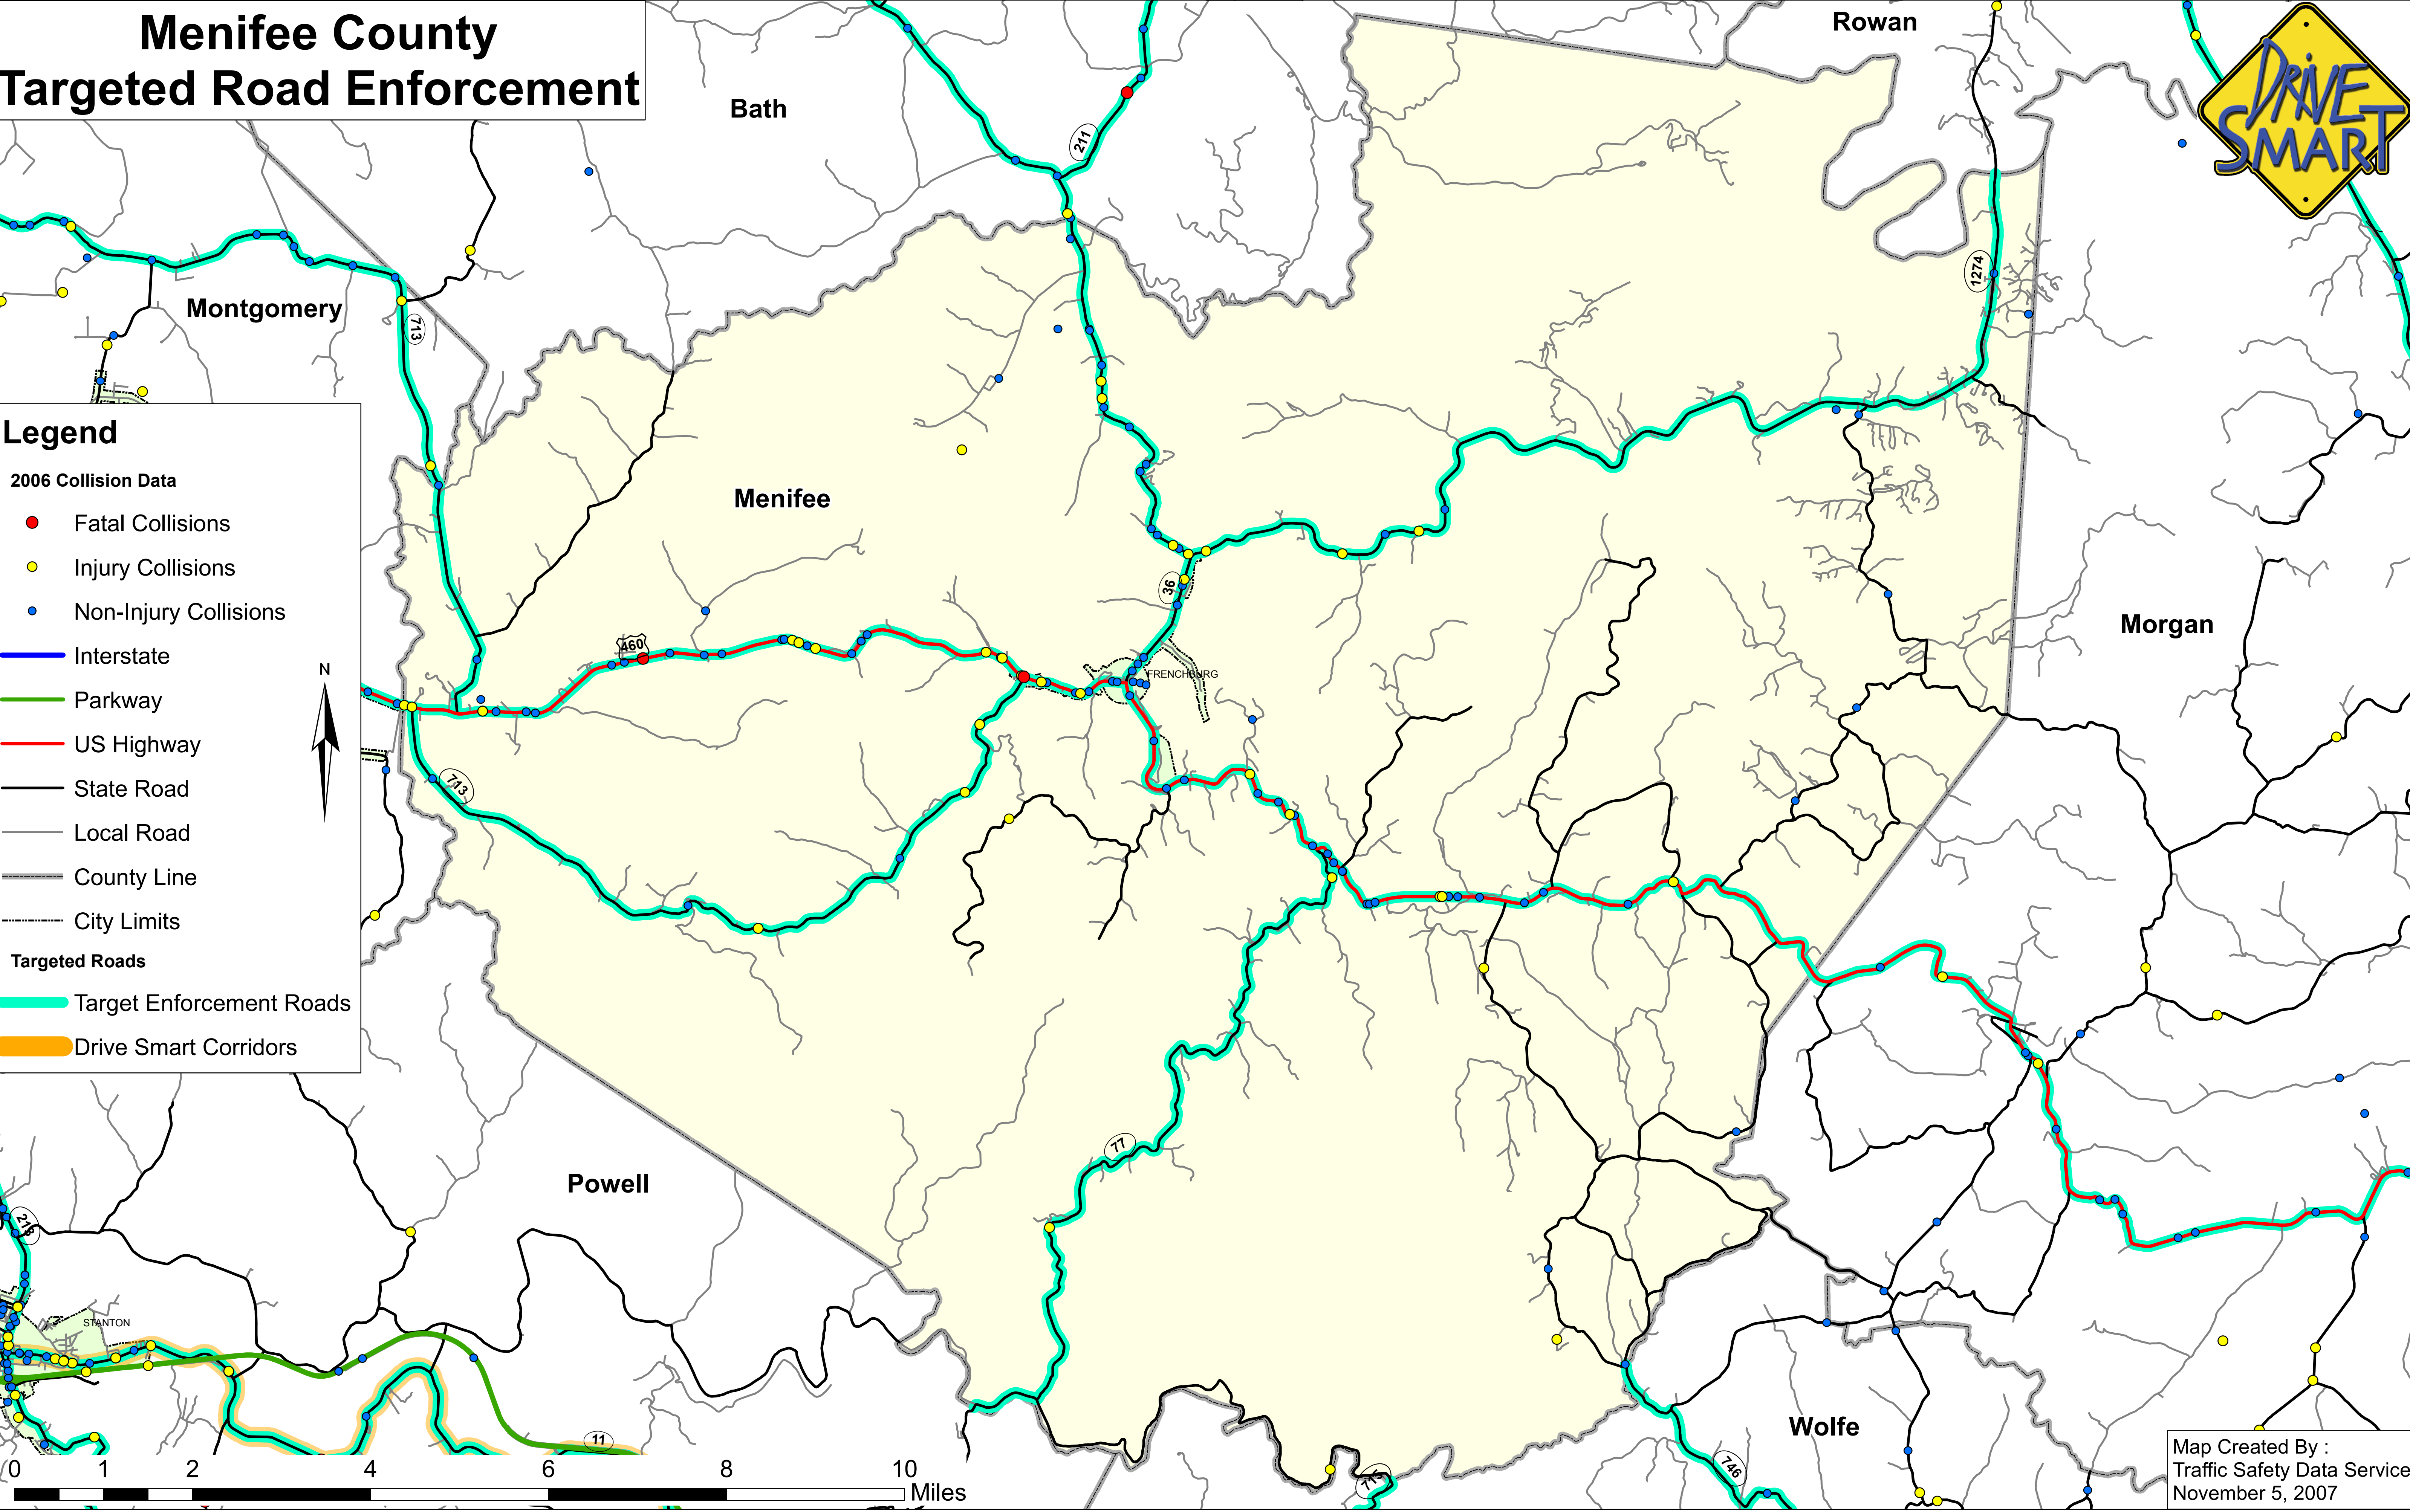 Menifee County
Targeted Road Enforcement
Rowan
DRIVE
SMART
Bath
211
1274
Montgomery
713
Legend
2006 Collision Data
Fatal Collisions
Injury Collisions
Non-Injury Collisions
Interstate
Parkway
US Highway
State Road
Local Road
County Line
City Limits
Targeted Roads
Target Enforcement Roads
Drive Smart Corridors
N
Menifee
36
460
FRENCHBURG
Morgan
713
77
Powell
213
STANTON
11
Wolfe
746
0 1 2 4 6 8 10
Miles
Map Created By :
Traffic Safety Data Service
November 5, 2007